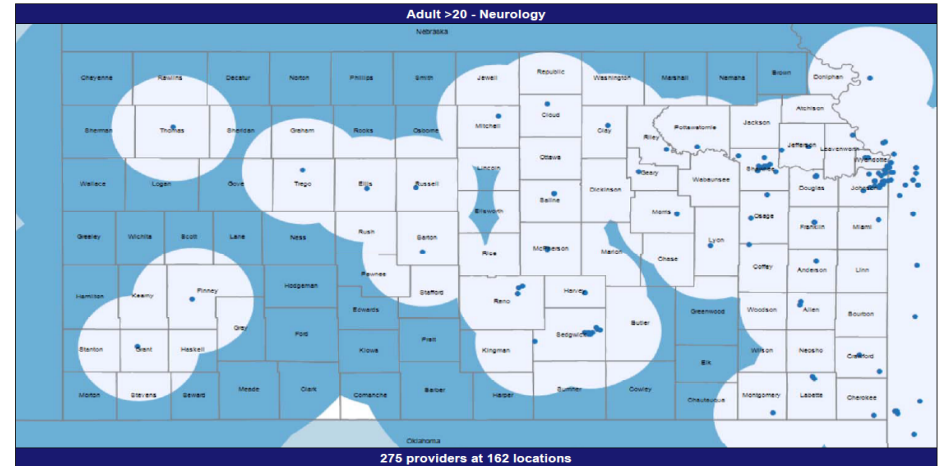 Adult >20 - Neurology
Nebraska
Cheyenne Rawlins Decatur Norton Phillips Smith Jewell Republic Washington Marshall Nemaha Brown Doniphan
Sherman Thomas Sheridan Graham Rocks Osborne Mitchell Cloud Clay Riley Pottawatomie Jackson Atchison
Jefferson Leavenworth Wyandotte
Wallace Logan Gove Trego Ellis Russell Lincoln Ottawa Dickinson Geary Wabaunsee Shawnee Douglas Johnson
Greeley Wichita Scott Lane Ness Rush Barton Ellsworth Saline Morris Osage Franklin Miami
Rice McPherson Marion Chase Lyon Coffey Anderson Linn
Hamilton Kearny Finney Hodgeman Pawnee Stafford
Reno Harvey
Gray Ford Edwards Butler Greenwood Woodson Allen Bourbon
Stanton Grant Haskell Kiowa Pratt Kingman Sedgwick Elk Wilson Neosho Crawford
Morton Stevens Seward Meade Clark Comanche Barber Harper Sumner Cowley Chautauqua Montgomery Labette Cherokee
Oklahoma
275 providers at 162 locations